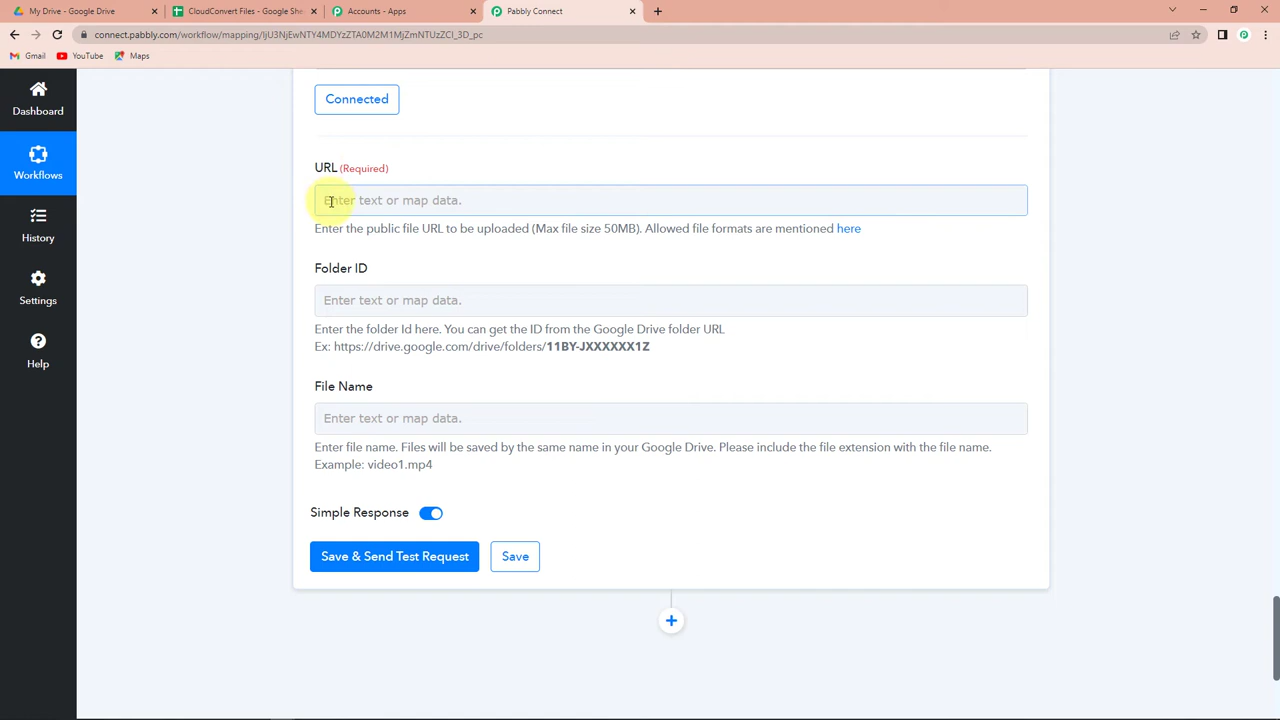 My Drive - Google Drive
CloudConvert Files - Google She
Accounts - Apps
Pabbly Connect
connect.pabbly.com/workflow/mapping/IjU3NjEwNTY4MDYzZTA0M2M1MjZmNTUzZCI_3D_pc
Gmail
YouTube
Maps
Dashboard
Workflows
History
Settings
Help
Connected
URL (Required)
Enter text or map data.
Enter the public file URL to be uploaded (Max file size 50MB). Allowed file formats are mentioned here
Folder ID
Enter text or map data.
Enter the folder Id here. You can get the ID from the Google Drive folder URL
Ex: https://drive.google.com/drive/folders/11BY-JXXXXXX1Z
File Name
Enter text or map data.
Enter file name. Files will be saved by the same name in your Google Drive. Please include the file extension with the file name.
Example: video1.mp4
Simple Response
Save & Send Test Request
Save